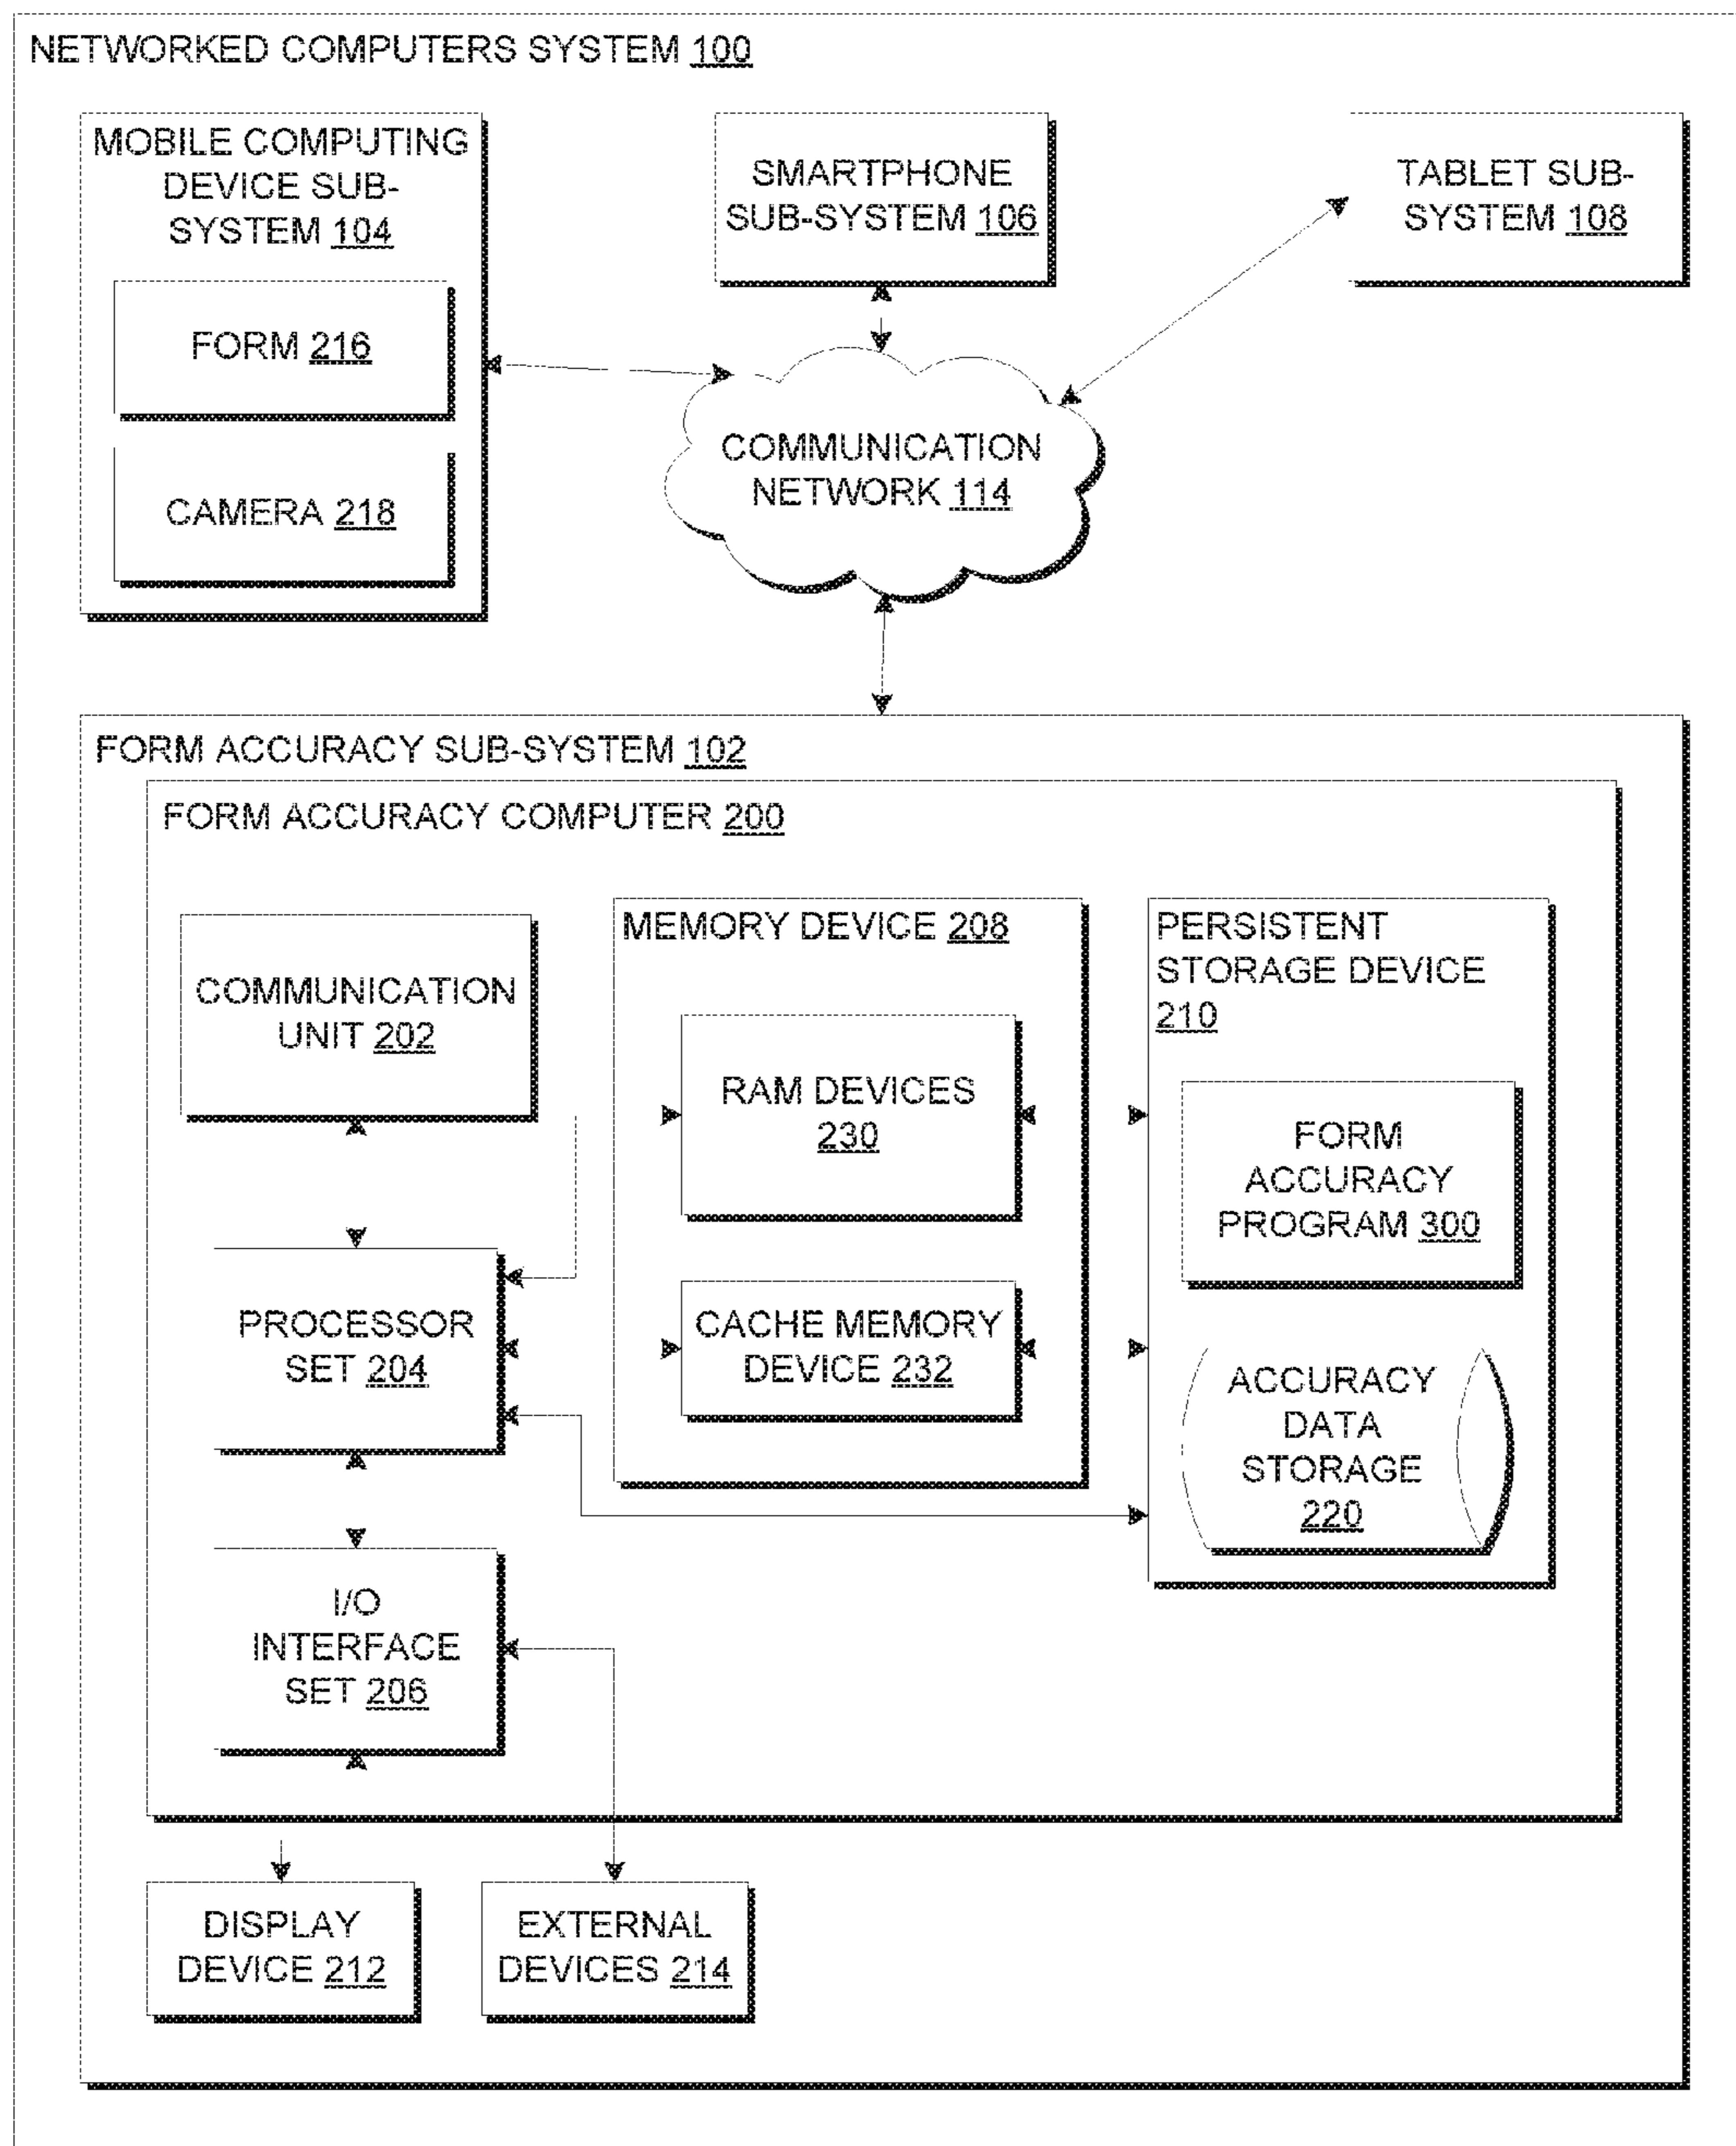 NETWORKED COMPUTERS SYSTEM 100
MOBILE COMPUTING
DEVICE SUB-
SYSTEM 104
FORM 216
CAMERA 218
SMARTPHONE
SUB-SYSTEM 106
TABLET SUB-
SYSTEM 108
COMMUNICATION
NETWORK 114
FORM ACCURACY SUB-SYSTEM 102
FORM ACCURACY COMPUTER 200
COMMUNICATION
UNIT 202
PROCESSOR
SET 204
I/O
INTERFACE
SET 206
MEMORY DEVICE 208
RAM DEVICES
230
CACHE MEMORY
DEVICE 232
PERSISTENT
STORAGE DEVICE
210
FORM
ACCURACY
PROGRAM 300
ACCURACY
DATA
STORAGE
220
DISPLAY
DEVICE 212
EXTERNAL
DEVICES 214